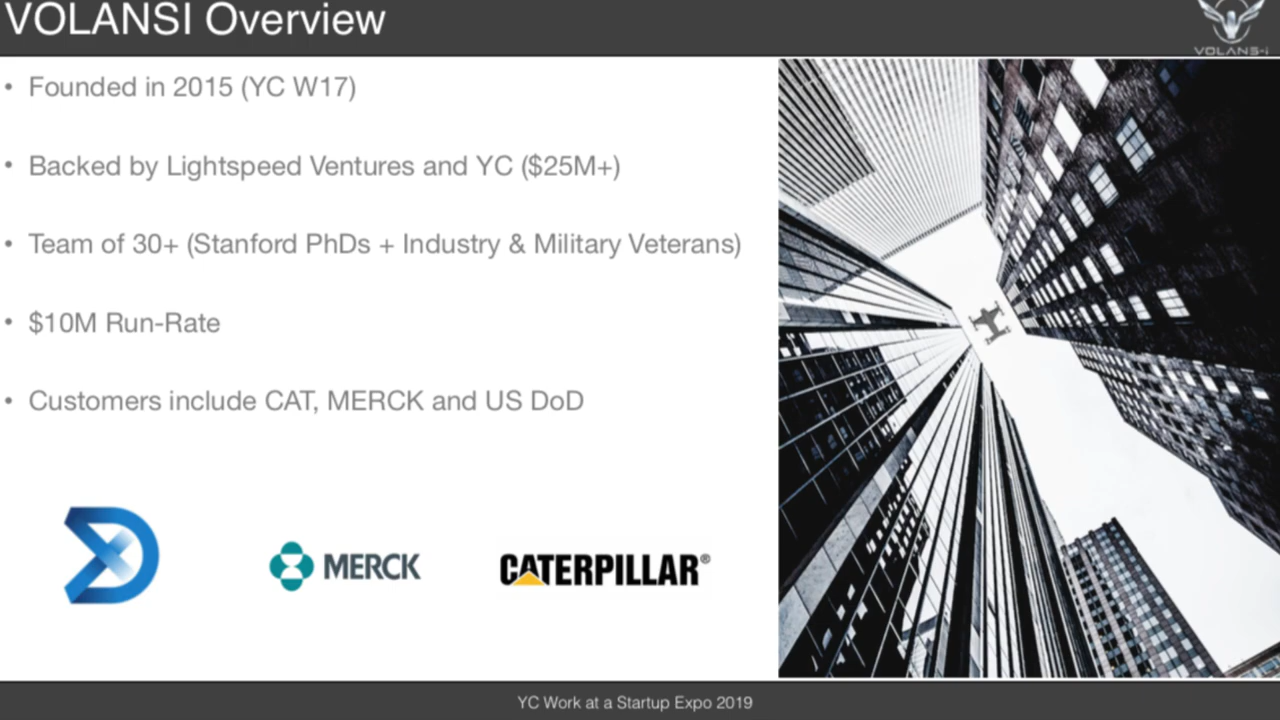 VOLANSI Overview
VOLANS-i
• Founded in 2015 (YC W17)
• Backed by Lightspeed Ventures and YC ($25M+)
• Team of 30+ (Stanford PhDs + Industry & Military Veterans)
• $10M Run-Rate
• Customers include CAT, MERCK and US DoD
MERCK
CATERPILLAR®
YC Work at a Startup Expo 2019